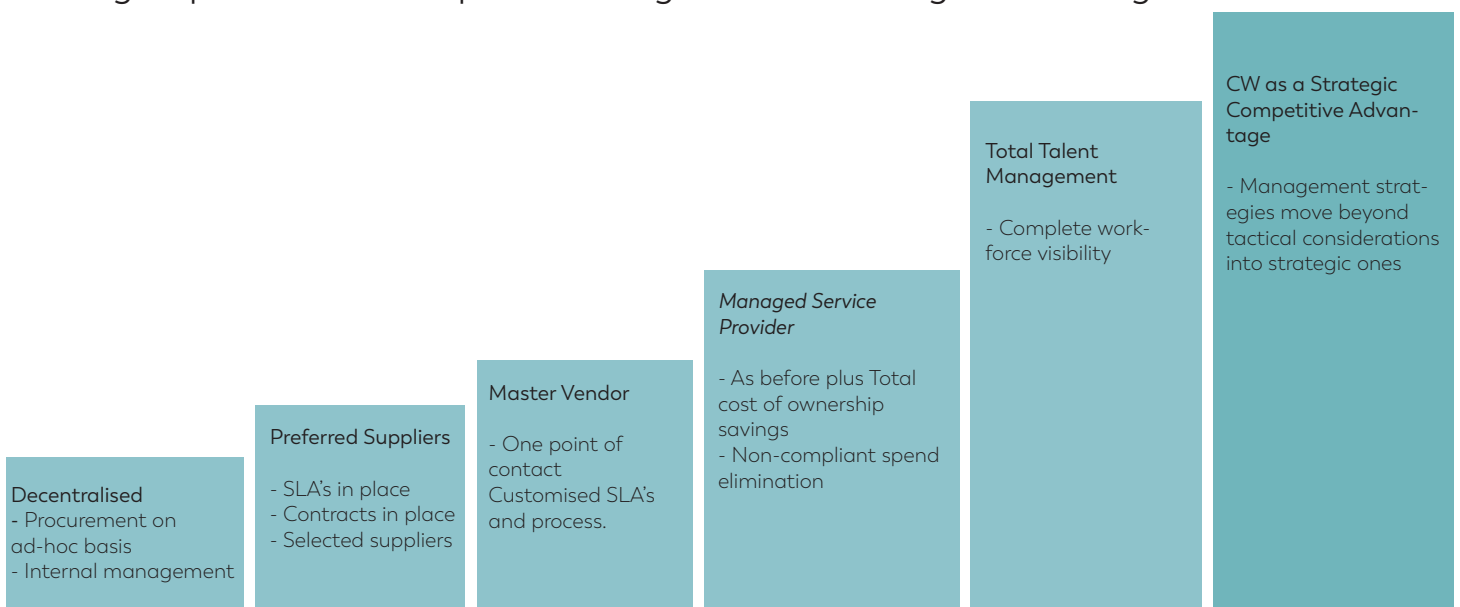 Decentralised
- Procurement on
ad-hoc basis
- Internal management
Preferred Suppliers
- SLA's in place
- Contracts in place
- Selected suppliers
Master Vendor
- One point of
contact
Customised SLA's
and process.
Managed Service
Provider
- As before plus Total
cost of ownership
savings
- Non-compliant spend
elimination
Total Talent
Management
- Complete work-
force visibility
CW as a Strategic
Competitive Advan-
tage
- Management strat-
egies move beyond
tactical considerations
into strategic ones